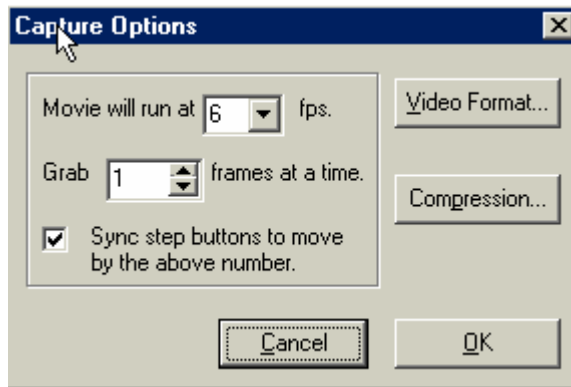 Capture Options
Movie will run at 6 fps.
Video Format...
Grab 1 frames at a time.
Compression...
Sync step buttons to move
by the above number.
Cancel
OK